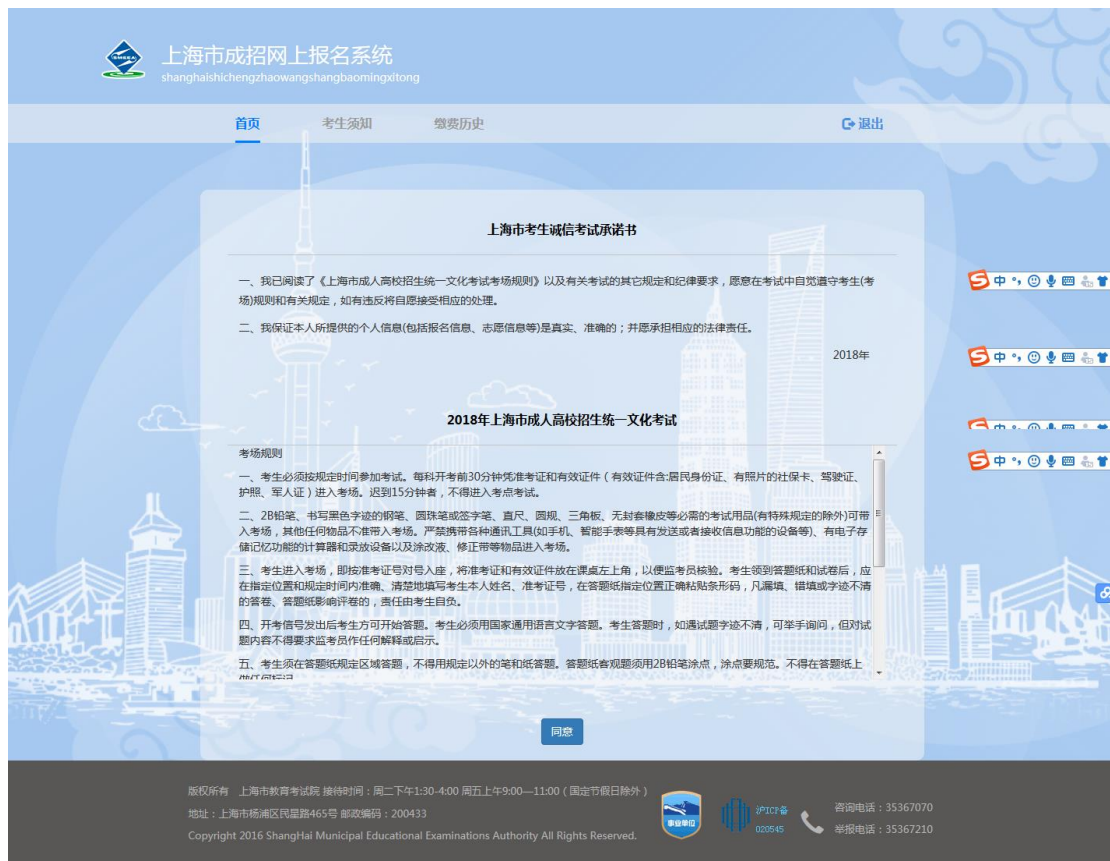 上海市成招网上报名系统
shanghaishichengzhaowangshangbaomingxitong
首页 考生须知 缴费历史 退出
上海市考生诚信考试承诺书
一、我已阅读了《上海市成人高校招生统一文化考试考场规则》以及有关考试的其它规定和纪律要求，愿意在考试中自觉遵守考生(考
场)规则和有关规定，如有违反将自愿接受相应的处理。
二、我保证本人所提供的个人信息(包括报名信息、志愿信息等)是真实、准确的；并愿承担相应的法律责任。
2018年
2018年上海市成人高校招生统一文化考试
考场规则
一、考生必须按规定时间参加考试。每科开考前30分钟凭准考证和有效证件（有效证件含:居民身份证、有照片的社保卡、驾驶证、
护照、军人证）进入考场。迟到15分钟者，不得进入考点考试。
二、2B铅笔、书写黑色字迹的钢笔、圆珠笔或签字笔、直尺、圆规、三角板、无封套橡皮等必需的考试用品(有特殊规定的除外)可带
入考场，其他任何物品不准带入考场。严禁携带各种通讯工具(如手机、智能手表等具有发送或者接收信息功能的设备等)、有电子存
储记忆功能的计算器和录放设备以及涂改液、修正带等物品进入考场。
三、考生进入考场，即按准考证号对号入座，将准考证和有效证件放在课桌左上角，以便监考员核验。考生领到答题纸和试卷后，应
在指定位置和规定时间内准确、清楚地填写考生本人姓名、准考证号，在答题纸指定位置正确粘贴条形码，凡漏填、错填或字迹不清
的答卷、答题纸影响评卷的，责任由考生自负。
四、开考信号发出后考生方可开始答题。考生必须用国家通用语言文字答题。考生答题时，如遇试题字迹不清，可举手询问，但对试
题内容不得要求监考员作任何解释或启示。
五、考生须在答题纸规定区域答题，不得用规定以外的笔和纸答题。答题纸客观题须用2B铅笔涂点，涂点要规范。不得在答题纸上
做任何标记
同意
版权所有 上海市教育考试院 接待时间：周二下午1:30-4:00 周五上午9:00—11:00（国定节假日除外）
地址：上海市杨浦区民星路465号 邮政编码：200433
Copyright 2016 ShangHai Municipal Educational Examinations Authority All Rights Reserved.
事业单位
沪ICP备
020545
咨询电话：35367070
举报电话：35367210
中
中
中
中